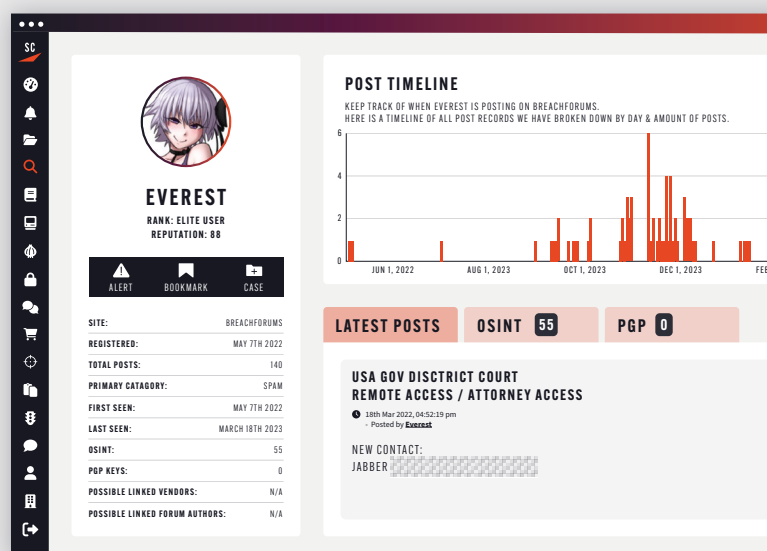 SC
EVEREST
RANK: ELITE USER
REPUTATION: 88
ALERT
BOOKMARK
CASE
SITE: BREACHFORUMS
REGISTERED: MAY 7TH 2022
TOTAL POSTS: 140
PRIMARY CATAGORY: SPAM
FIRST SEEN: MAY 7TH 2022
LAST SEEN: MARCH 18TH 2023
OSINT: 55
PGP KEYS: 0
POSSIBLE LINKED VENDORS: N/A
POSSIBLE LINKED FORUM AUTHORS: N/A
POST TIMELINE
KEEP TRACK OF WHEN EVEREST IS POSTING ON BREACHFORUMS.
HERE IS A TIMELINE OF ALL POST RECORDS WE HAVE BROKEN DOWN BY DAY & AMOUNT OF POSTS.
6
4
2
0
JUN 1, 2022
AUG 1, 2023
OCT 1, 2023
DEC 1, 2023
FEB
LATEST POSTS
OSINT 55
PGP 0
USA GOV DISCTRICT COURT
REMOTE ACCESS / ATTORNEY ACCESS
18th Mar 2022, 04:52:19 pm
- Posted by Everest
NEW CONTACT:
JABBER